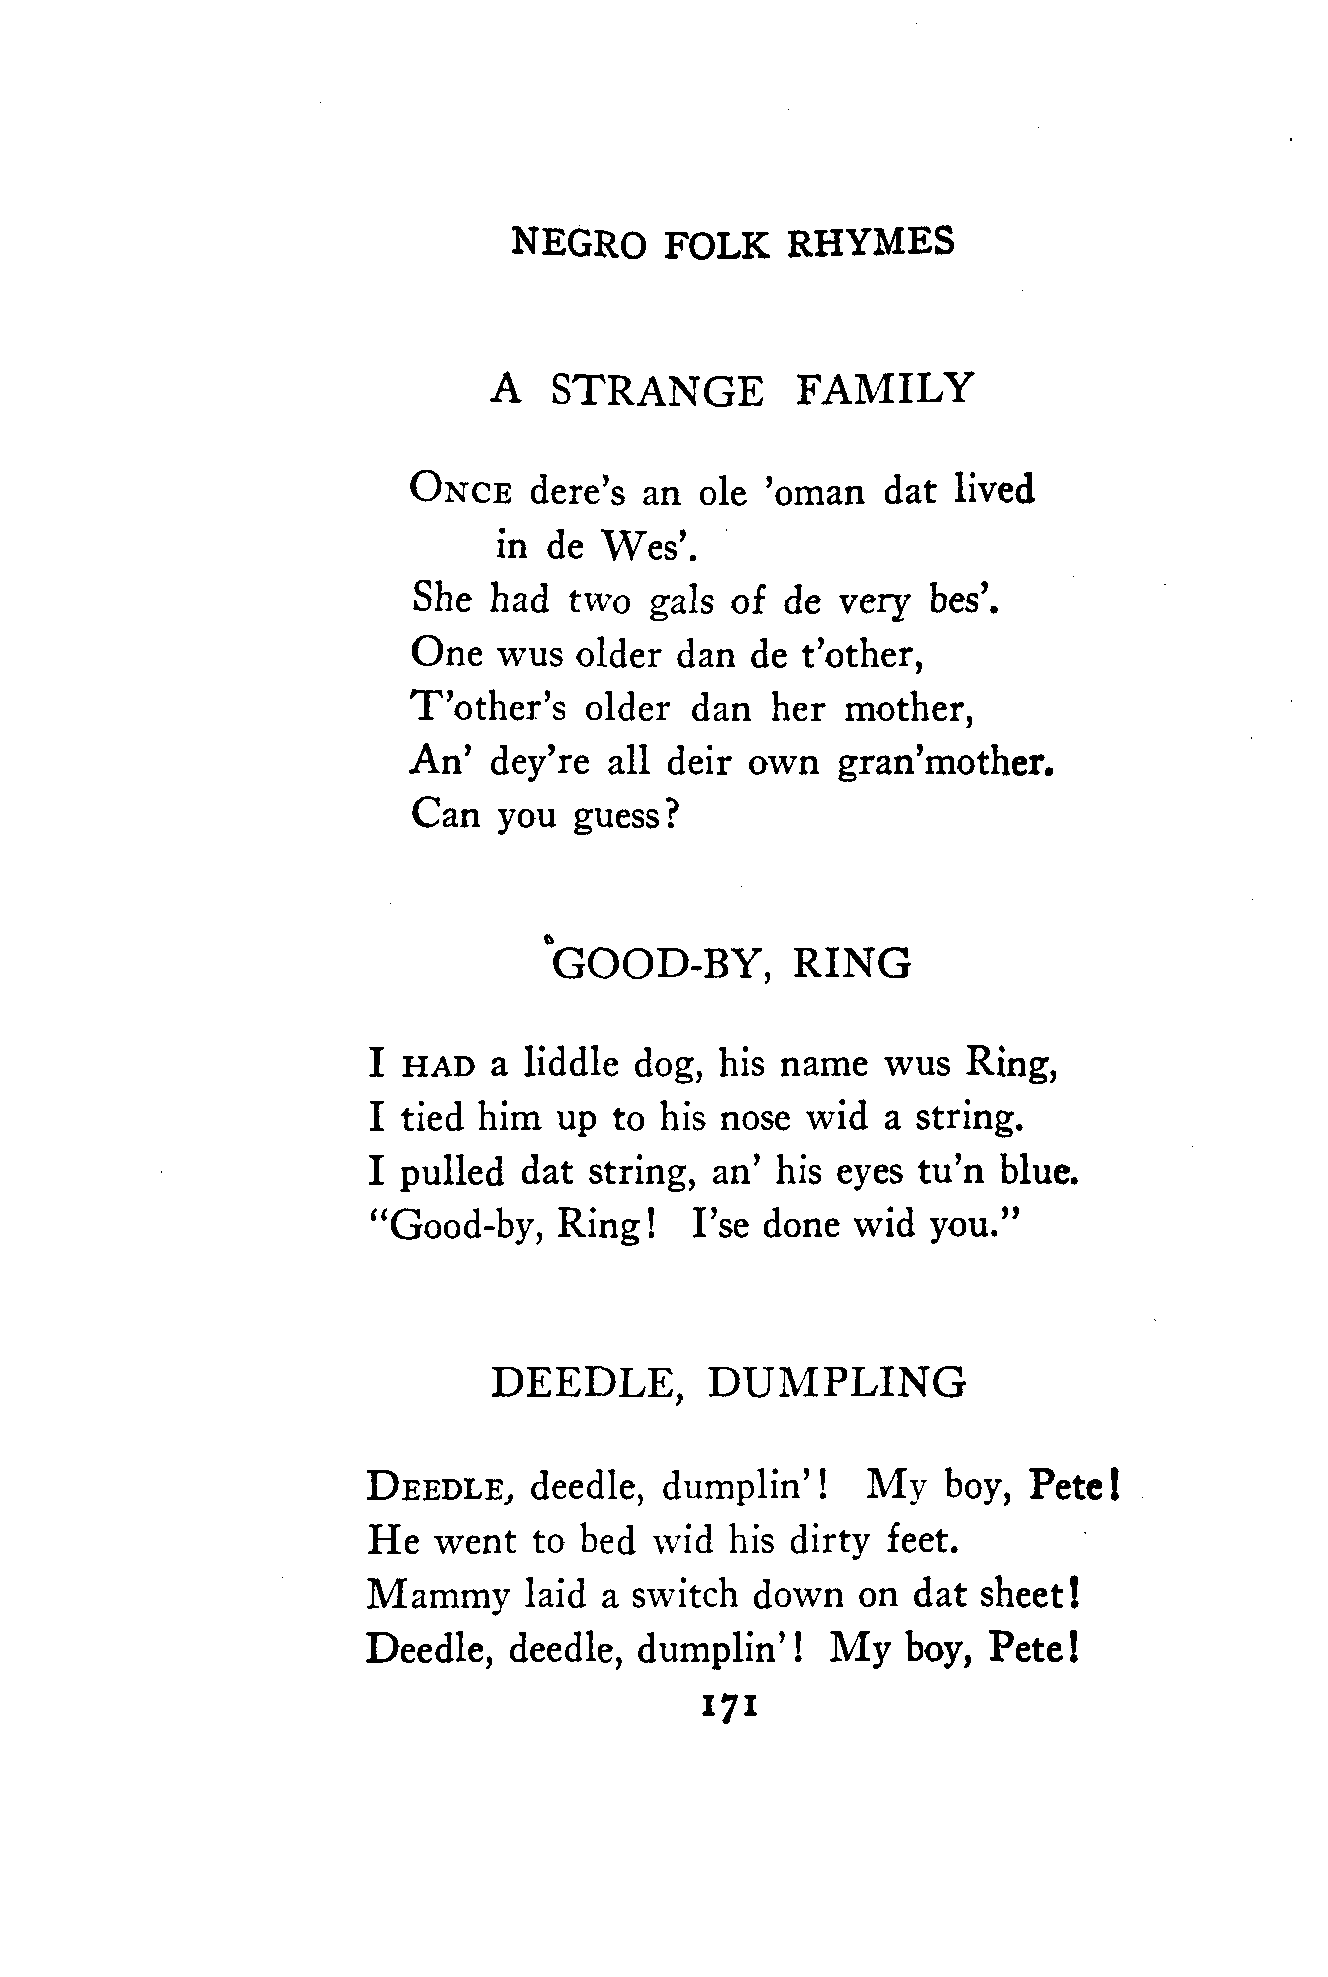 NEGRO FOLK RHYMES
A STRANGE FAMILY
ONCE dere's an ole 'oman dat lived
in de Wes'.
She had two gals of de very bes'.
One wus older dan de t'other,
T'other's older dan her mother,
An' dey're all deir own gran'mother.
Can you guess?
GOOD-BY, RING
I HAD a liddle dog, his name wus Ring,
I tied him up to his nose wid a string.
I pulled dat string, an' his eyes tu'n blue.
"Good-by, Ring! I'se done wid you."
DEEDLE, DUMPLING
DEEDLE, deedle, dumplin'! My boy, Pete!
He went to bed wid his dirty feet.
Mammy laid a switch down on dat sheet!
Deedle, deedle, dumplin'! My boy, Pete!
171